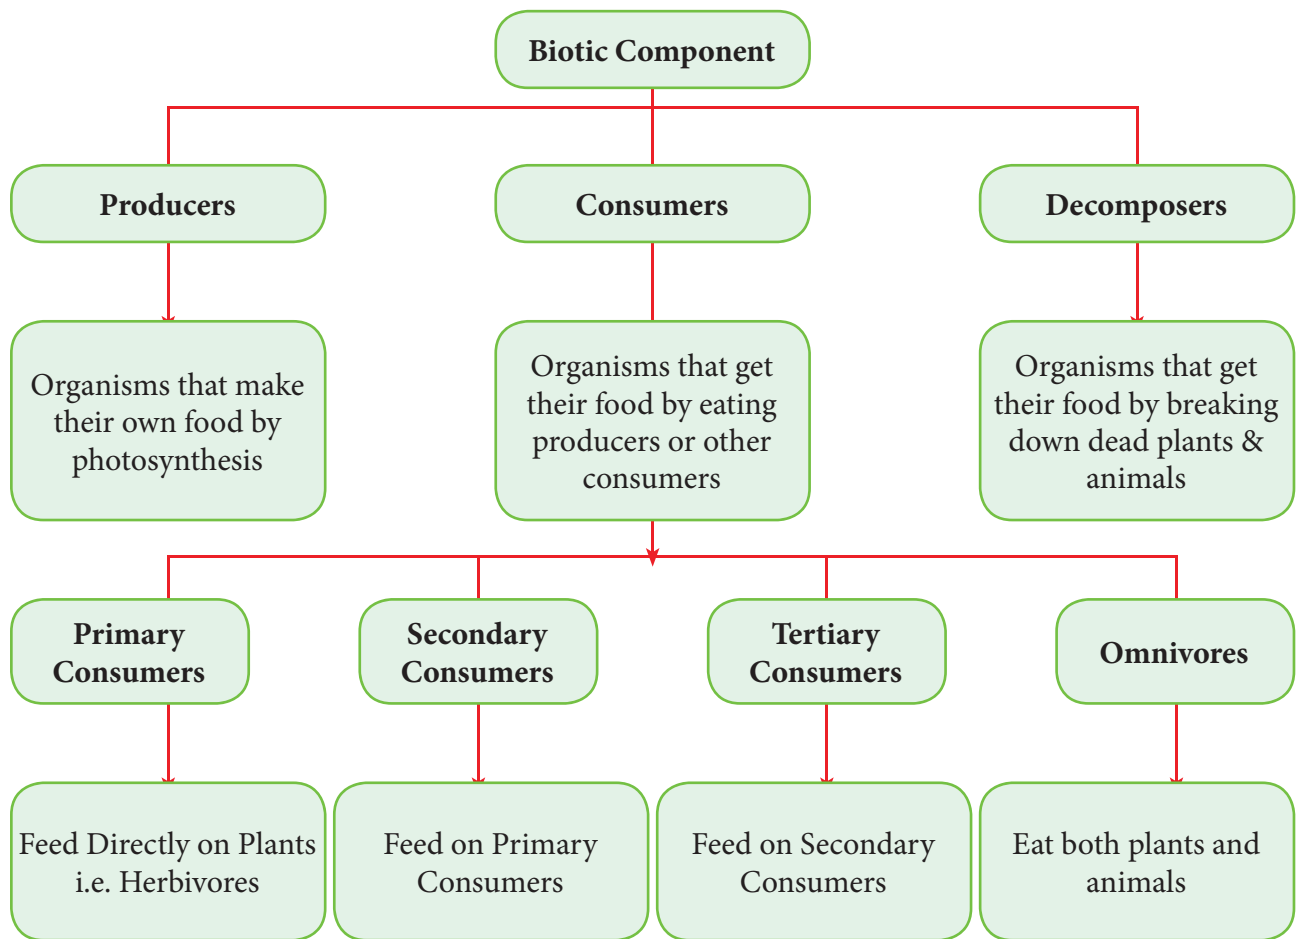 Biotic Component
Producers
Consumers
Decomposers
Organisms that make
their own food by
photosynthesis
Organisms that get
their food by eating
producers or other
consumers
Organisms that get
their food by breaking
down dead plants &
animals
Primary
Consumers
Secondary
Consumers
Tertiary
Consumers
Omnivores
Feed Directly on Plants
i.e. Herbivores
Feed on Primary
Consumers
Feed on Secondary
Consumers
Eat both plants and
animals